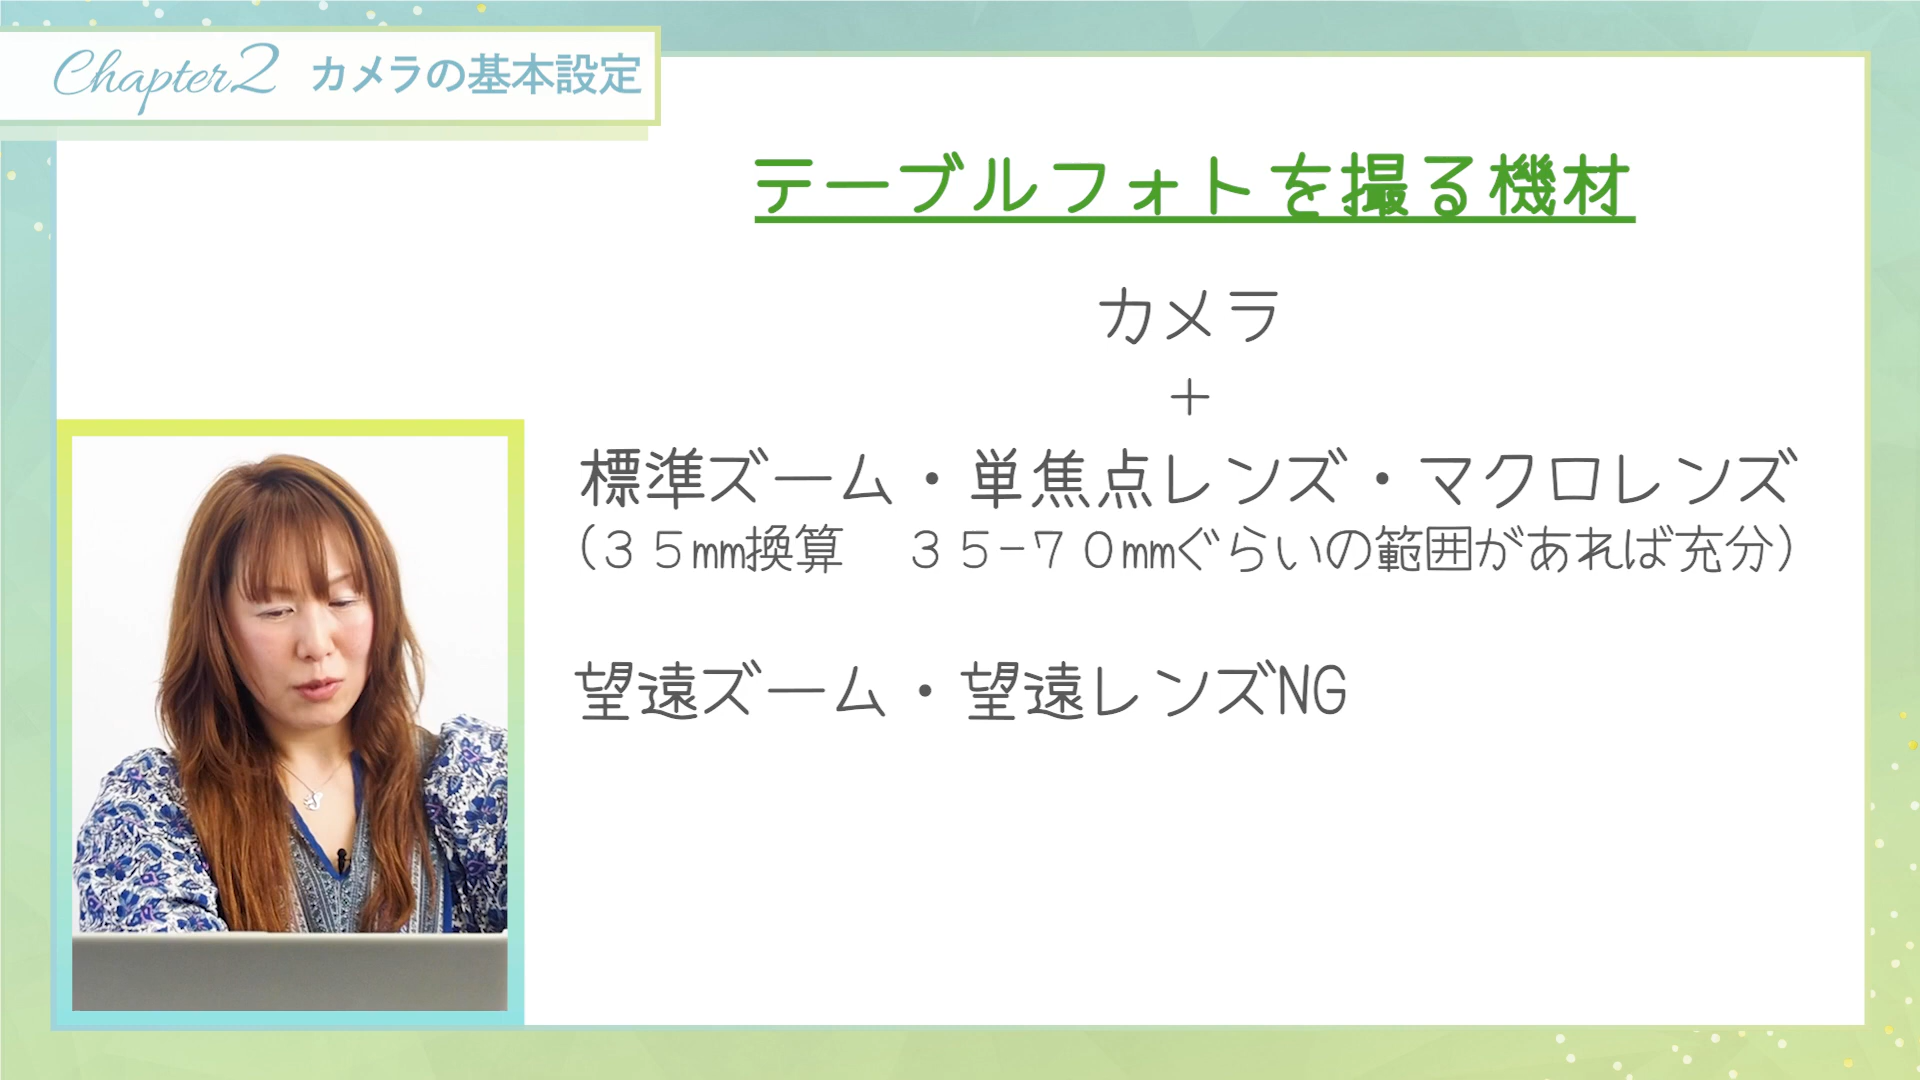 Chapter2 カメラの基本設定
テーブルフォトを撮る機材
カメラ
＋
標準ズーム・単焦点レンズ・マクロレンズ
（３５㎜換算　３５−７０㎜ぐらいの範囲があれば充分）
望遠ズーム・望遠レンズNG